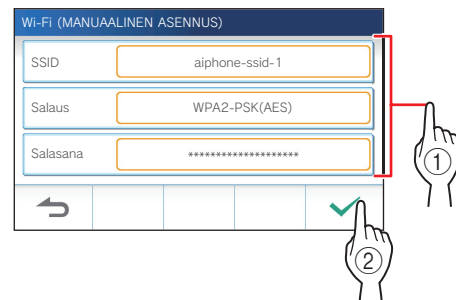 Wi-Fi (MANUAALINEN ASENNUS)
SSID aiphone-ssid-1
Salaus WPA2-PSK(AES)
Salasana ********************
①
②